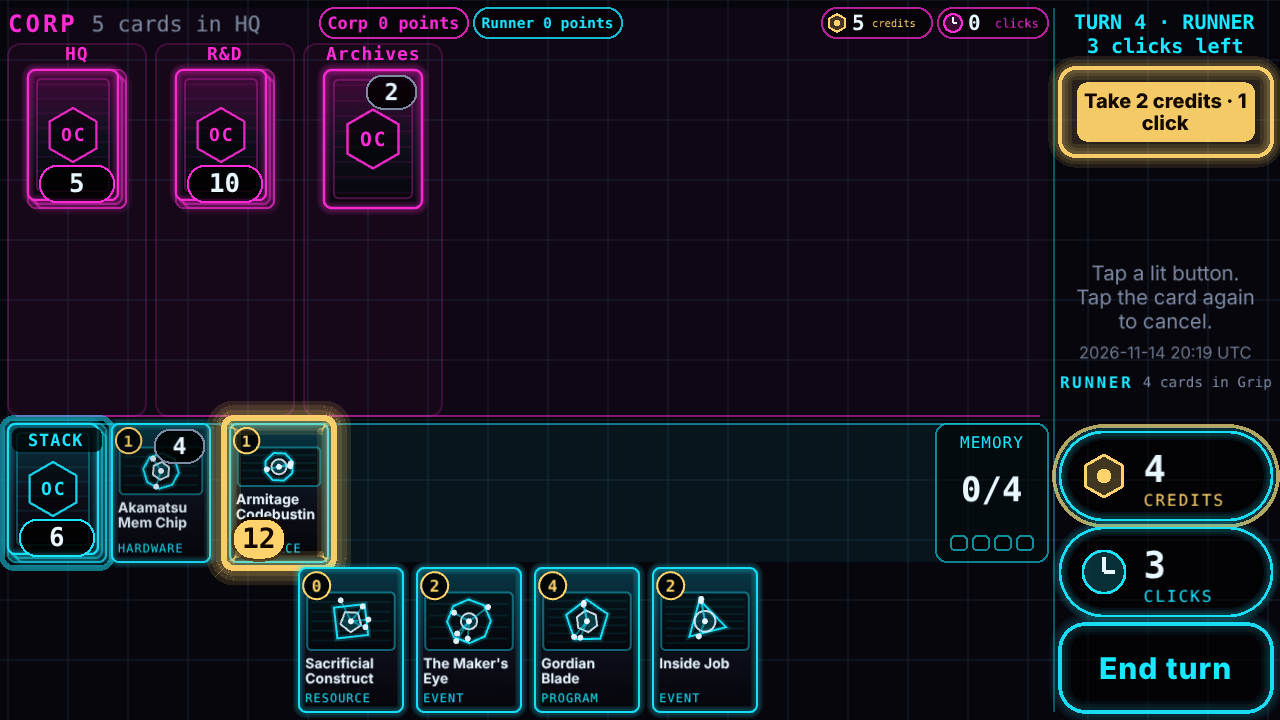 CORP 5 cards in HQ
Corp 0 points
Runner 0 points
5 credits
0 clicks
TURN 4 · RUNNER
3 clicks left
HQ
R&D
Archives
OC
5
OC
10
2
OC
Take 2 credits · 1
click
Tap a lit button.
Tap the card again
to cancel.
2026-11-14 20:19 UTC
RUNNER 4 cards in Grip
STACK
OC
6
1
4
Akamatsu
Mem Chip
HARDWARE
1
Armitage
Codebustin
12
MEMORY
0/4
4
CREDITS
3
CLICKS
End turn
0
Sacrificial
Construct
RESOURCE
2
The Maker's
Eye
EVENT
4
Gordian
Blade
PROGRAM
2
Inside Job
EVENT